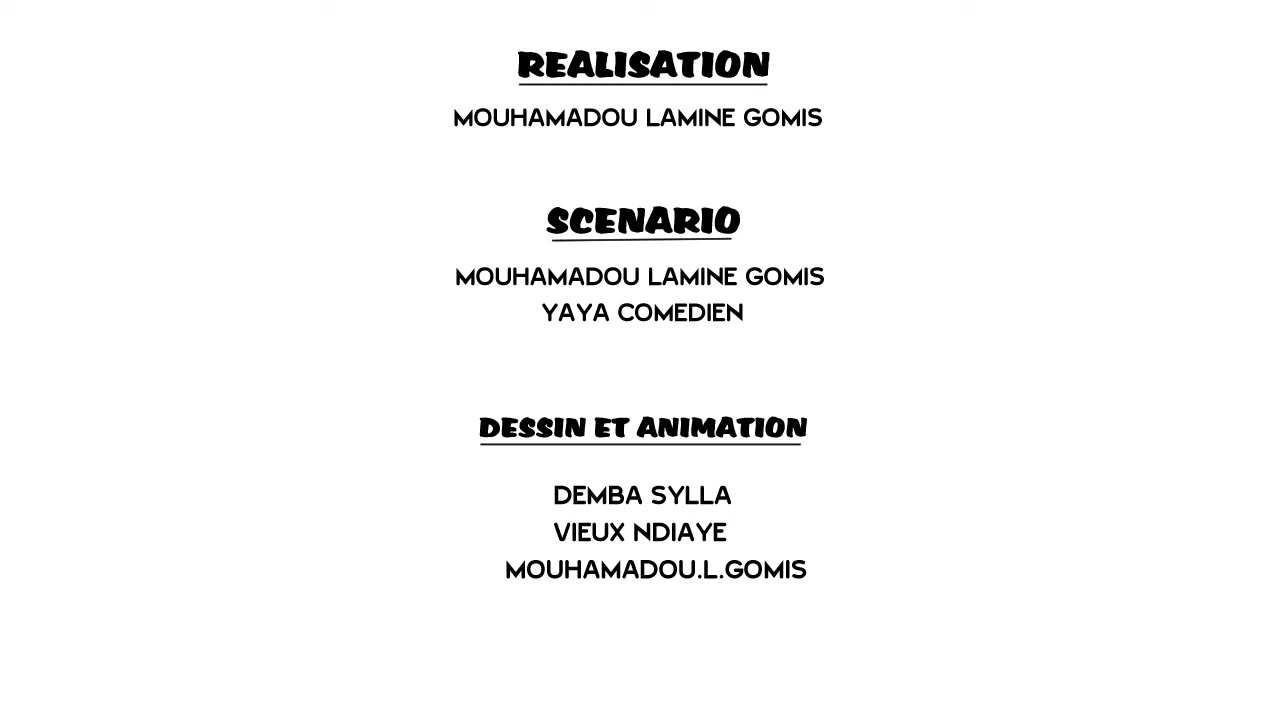 REALISATION
MOUHAMADOU LAMINE GOMIS
SCENARIO
MOUHAMADOU LAMINE GOMIS
YAYA COMEDIEN
DESSIN ET ANIMATION
DEMBA SYLLA
VIEUX NDIAYE
MOUHAMADOU.L.GOMIS